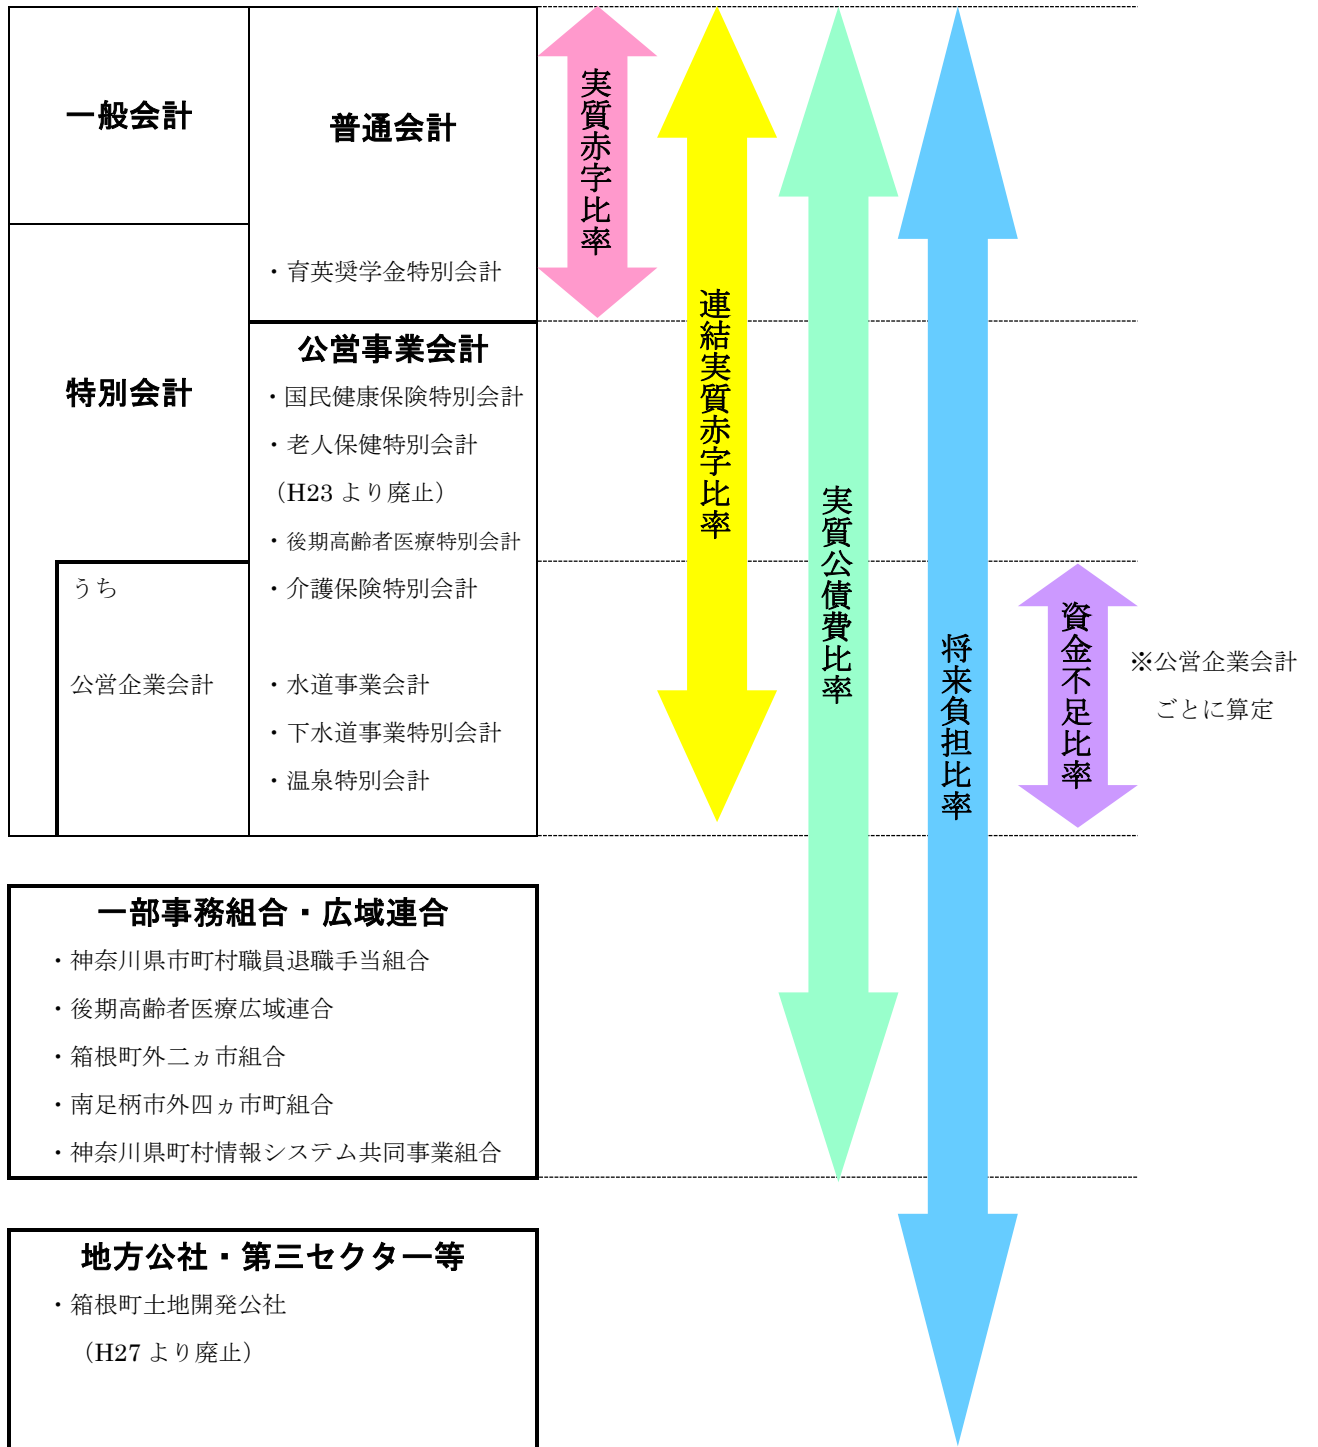 一般会計
普通会計
・育英奨学金特別会計
特別会計
公営事業会計
・国民健康保険特別会計
・老人保健特別会計
（H23 より廃止）
・後期高齢者医療特別会計
・介護保険特別会計
うち
公営企業会計
・水道事業会計
・下水道事業特別会計
・温泉特別会計
実質赤字比率
連結実質赤字比率
実質公債費比率
将来負担比率
資金不足比率
※公営企業会計
ごとに算定
一部事務組合・広域連合
・神奈川県市町村職員退職手当組合
・後期高齢者医療広域連合
・箱根町外二ヵ市組合
・南足柄市外四ヵ市町組合
・神奈川県町村情報システム共同事業組合
地方公社・第三セクター等
・箱根町土地開発公社
（H27 より廃止）